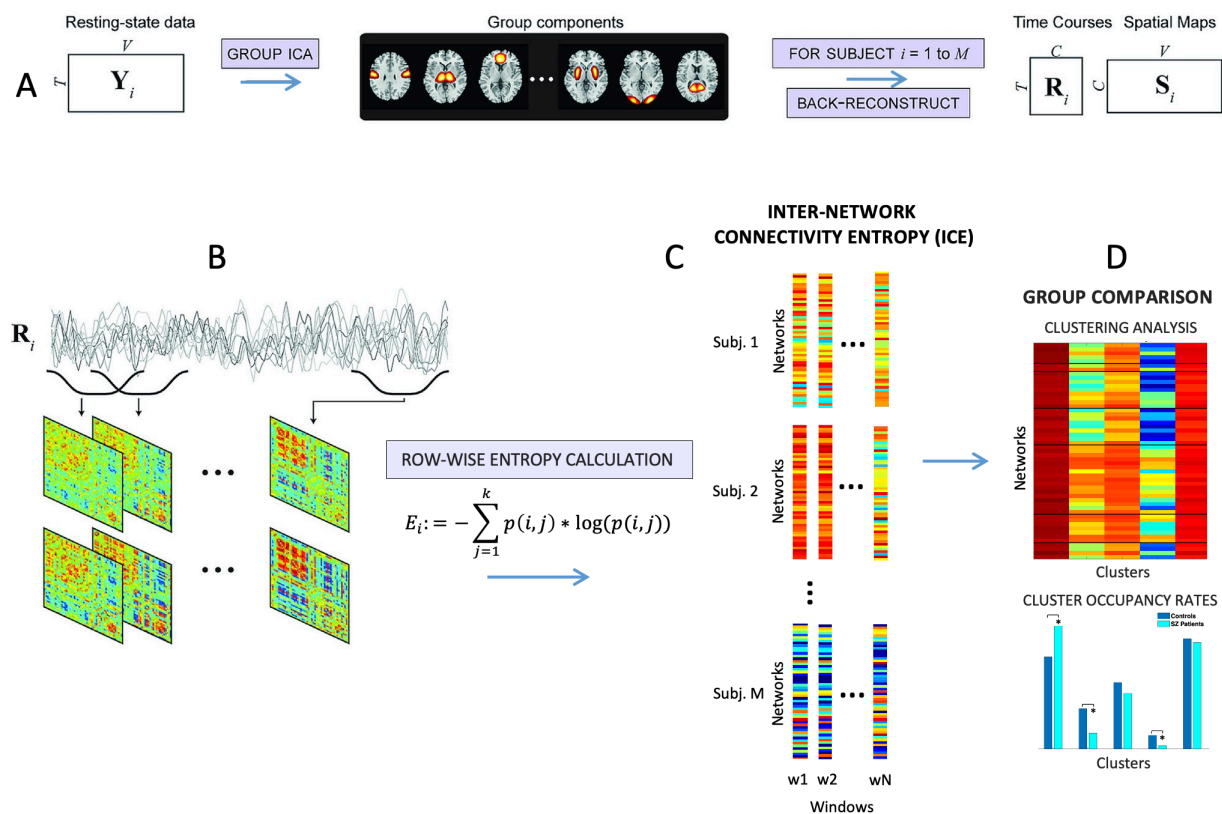 A
Resting-state data
V
T
Y_i
GROUP ICA
Group components
FOR SUBJECT i = 1 to M
BACK-RECONSTRUCT
Time Courses
C
T
R_i
Spatial Maps
V
C
S_i
B
R_i
ROW-WISE ENTROPY CALCULATION
E_i: = − ∑_{j=1}^{k} p(i, j) * log(p(i, j))
C
INTER-NETWORK
CONNECTIVITY ENTROPY (ICE)
Subj. 1
Networks
Subj. 2
Networks
Subj. M
Networks
w1 w2 wN
Windows
D
GROUP COMPARISON
CLUSTERING ANALYSIS
Networks
Clusters
CLUSTER OCCUPANCY RATES
Controls
SZ Patients
*
*
*
Clusters